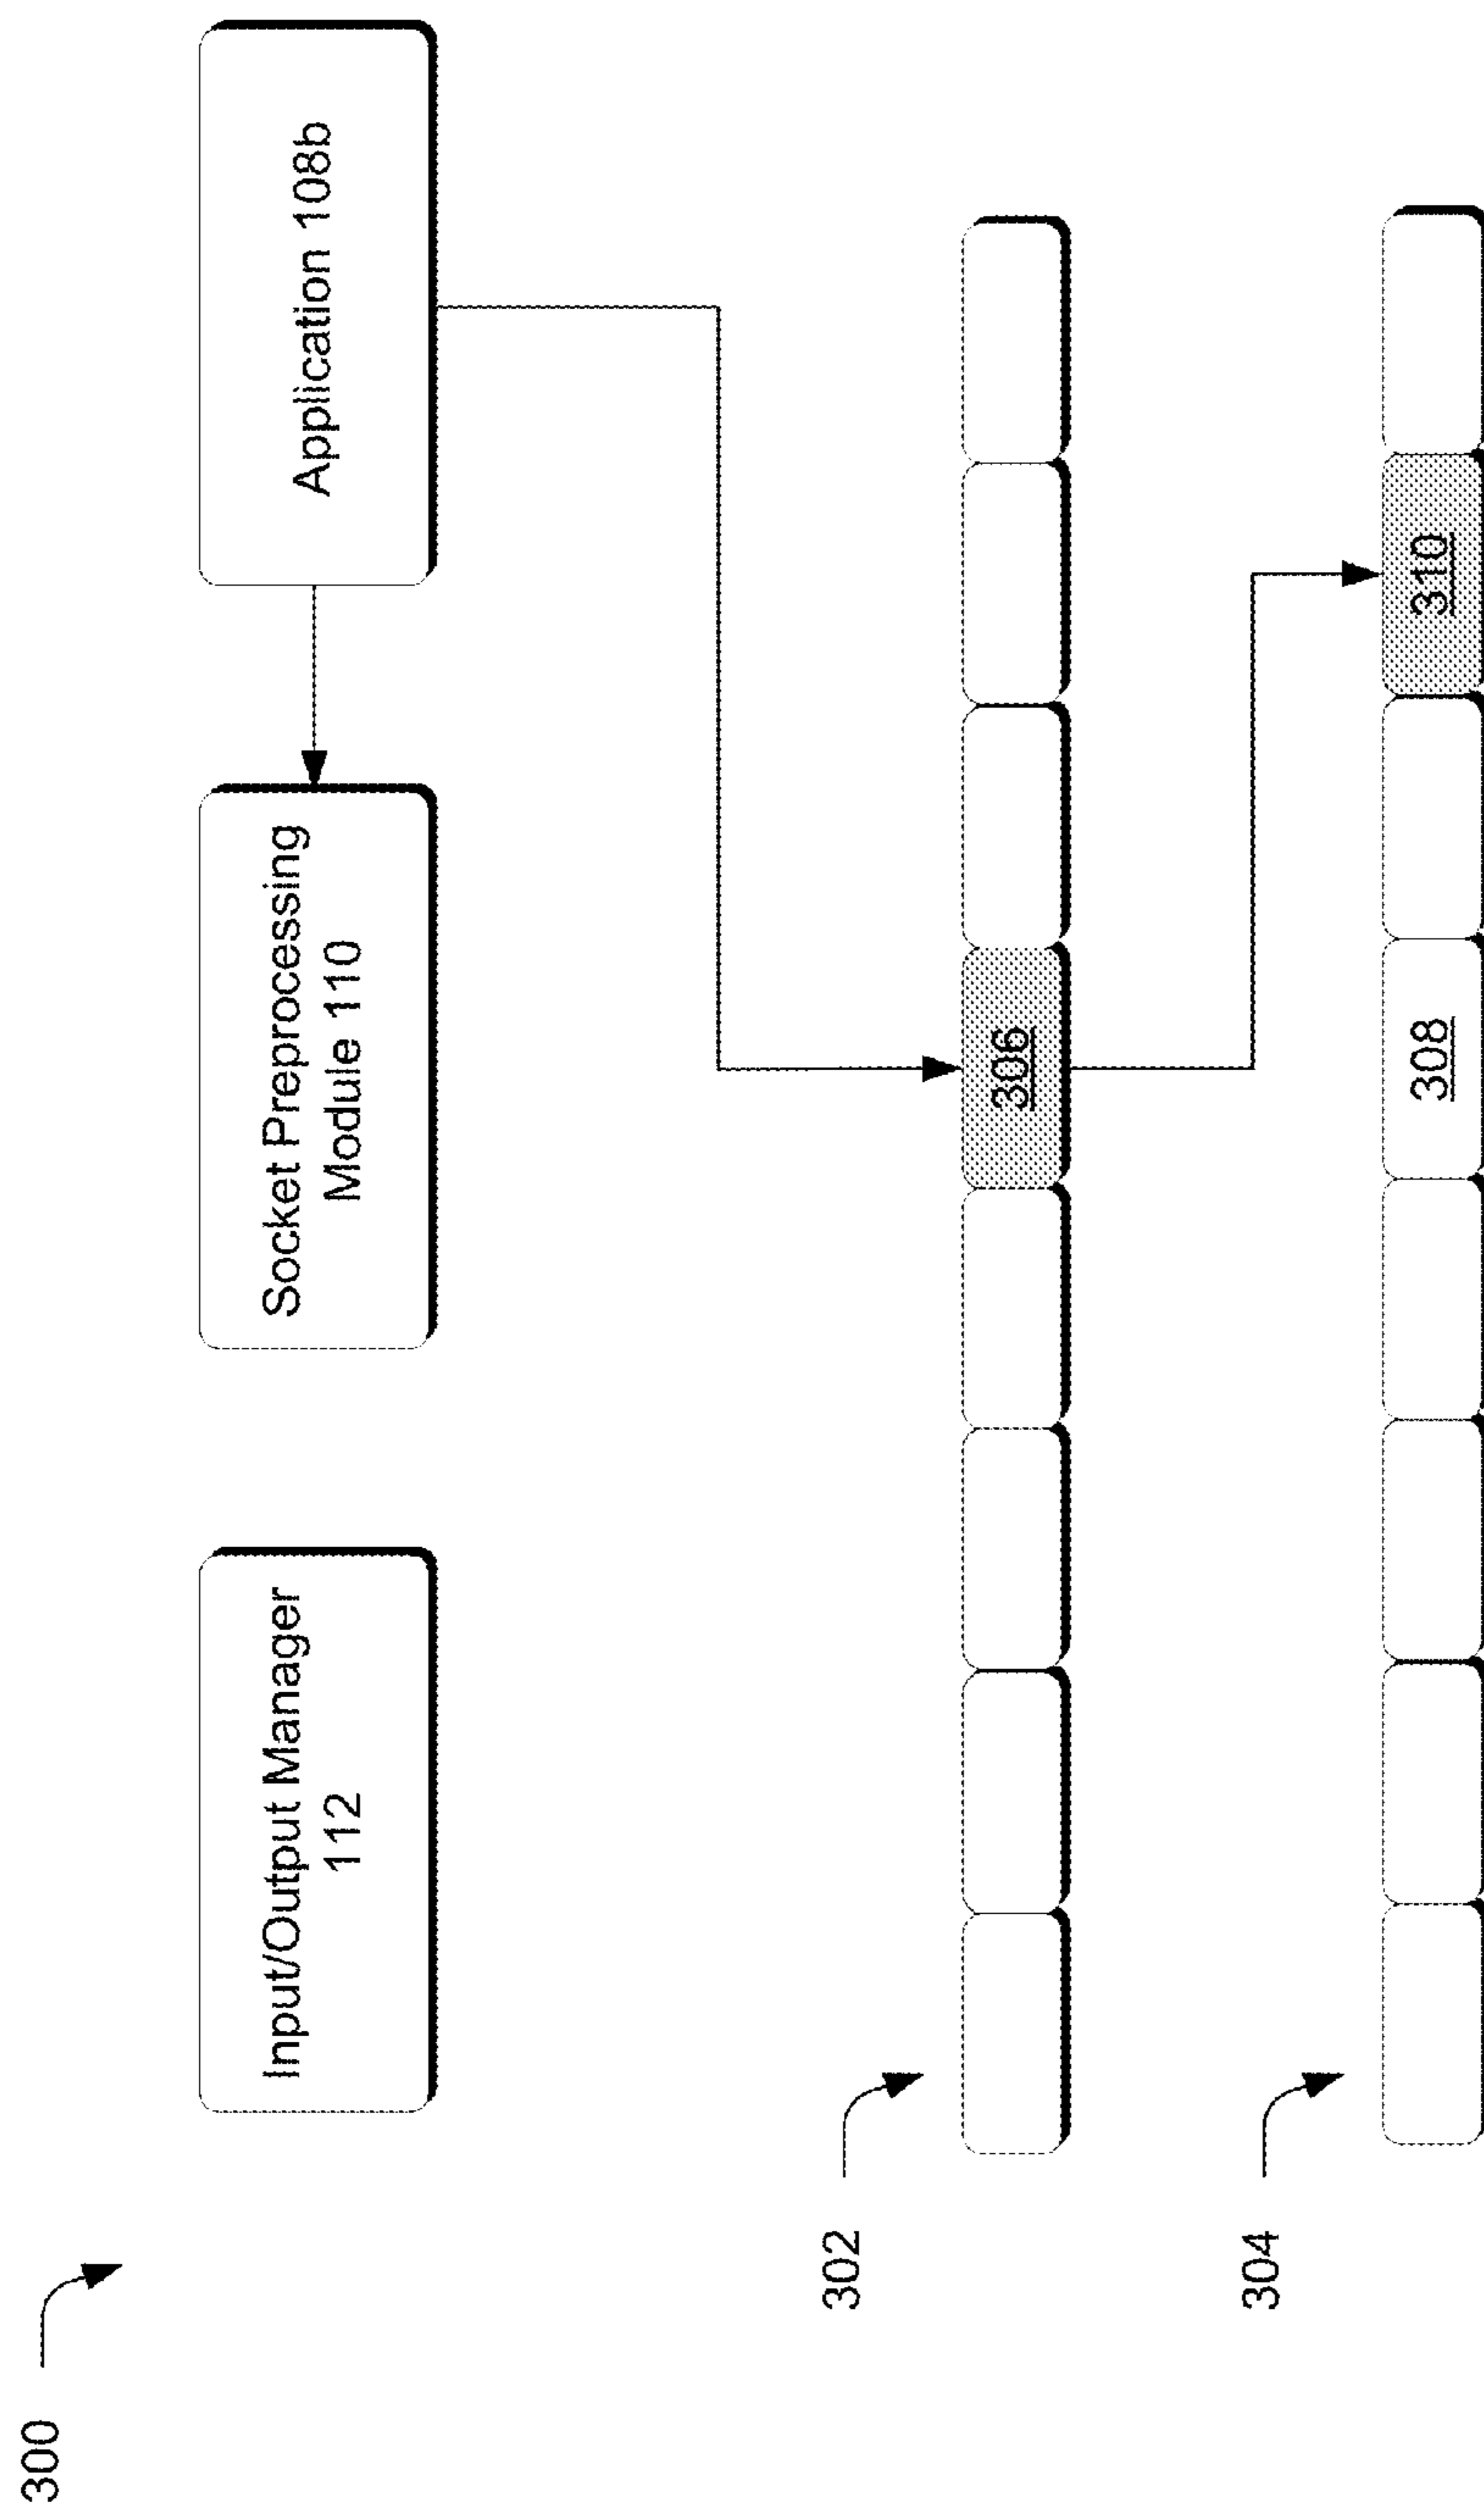 300
Input/Output Manager
112
Socket Preprocessing
Module 110
Application 108b
302
306
304
308
310